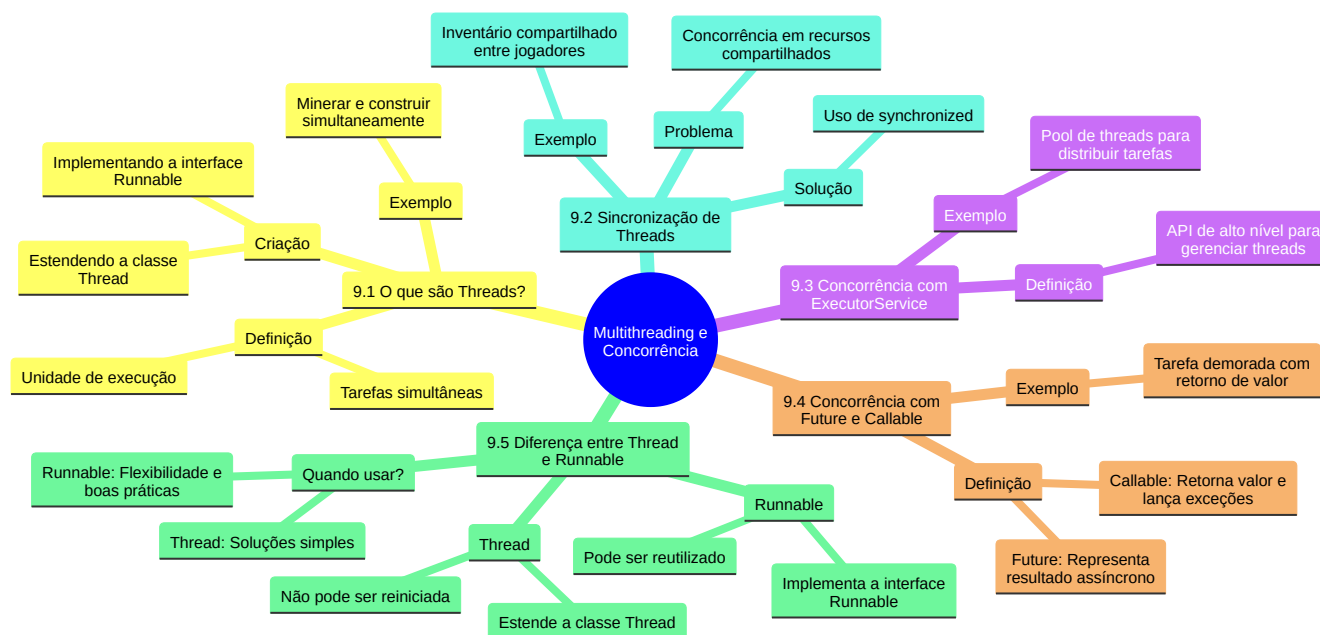 Multithreading e
Concorrência
9.1 O que são Threads?
Definição
Unidade de execução
Tarefas simultâneas
Criação
Estendendo a classe
Thread
Implementando a interface
Runnable
Exemplo
Minerar e construir
simultaneamente
9.2 Sincronização de
Threads
Exemplo
Inventário compartilhado
entre jogadores
Problema
Concorrência em recursos
compartilhados
Solução
Uso de synchronized
9.3 Concorrência com
ExecutorService
Exemplo
Pool de threads para
distribuir tarefas
Definição
API de alto nível para
gerenciar threads
9.4 Concorrência com
Future e Callable
Exemplo
Tarefa demorada com
retorno de valor
Definição
Callable: Retorna valor e
lança exceções
Future: Representa
resultado assíncrono
9.5 Diferença entre Thread
e Runnable
Quando usar?
Runnable: Flexibilidade e
boas práticas
Thread: Soluções simples
Thread
Não pode ser reiniciada
Estende a classe Thread
Runnable
Pode ser reutilizado
Implementa a interface
Runnable